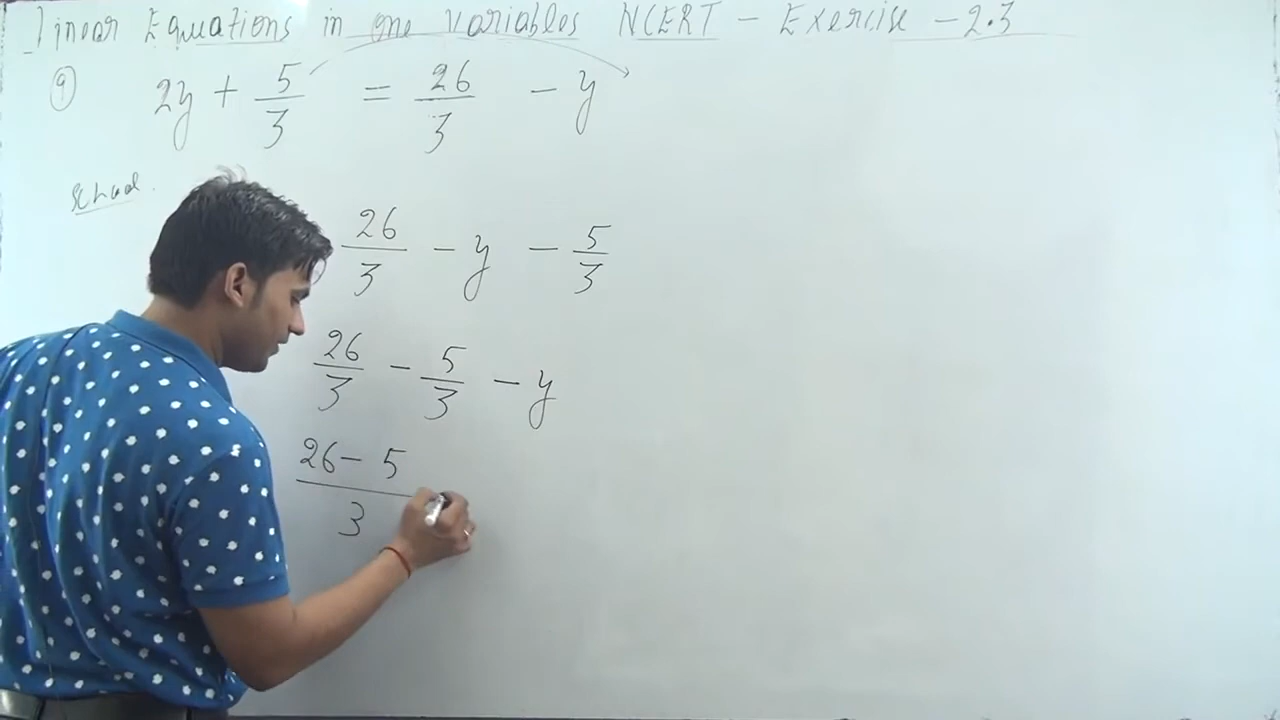 Linear Equations in one variables NCERT - Exercise - 2.3
9 2y + 5/3 = 26/3 - y
School.
26/3 - y - 5/3
26/3 - 5/3 - y
26 - 5 / 3